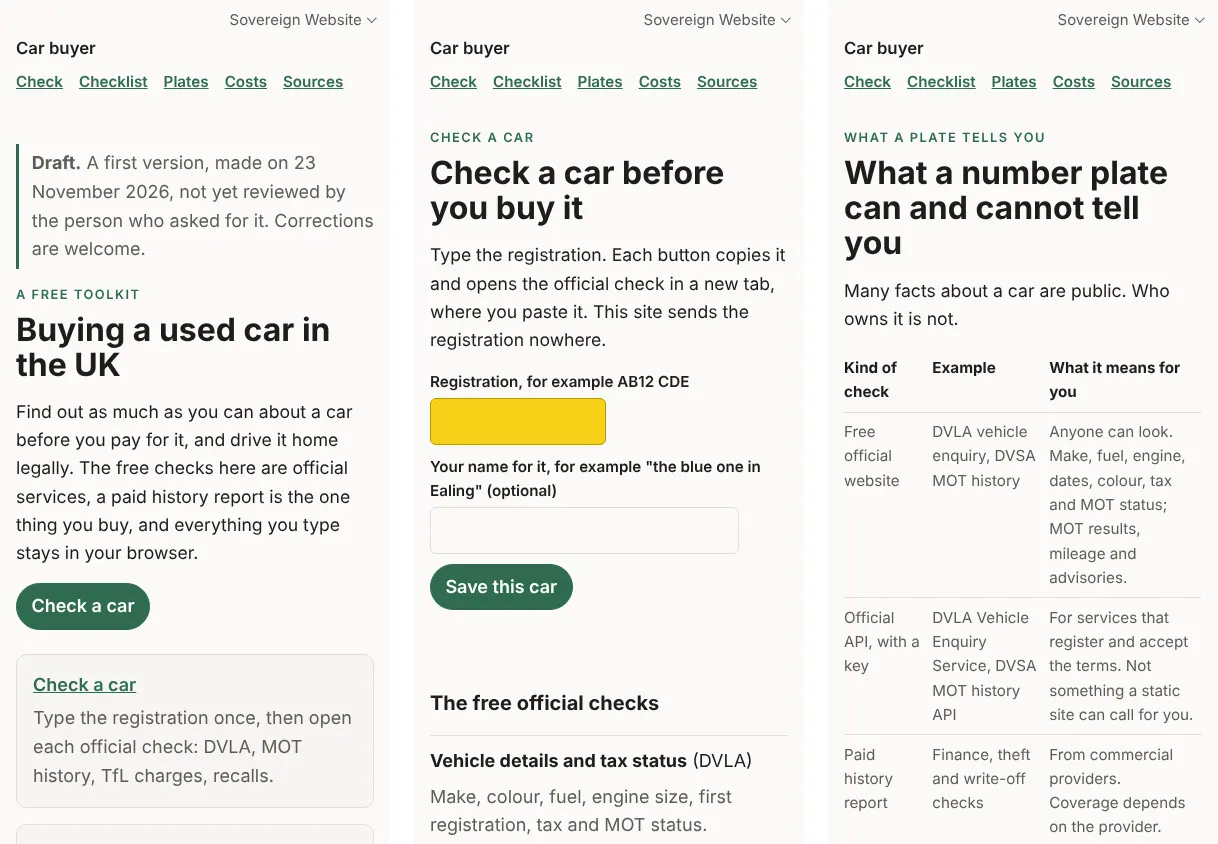 Sovereign Website
Car buyer
Check Checklist Plates Costs Sources
Draft. A first version, made on 23
November 2026, not yet reviewed by
the person who asked for it. Corrections
are welcome.
A FREE TOOLKIT
Buying a used car in
the UK
Find out as much as you can about a car
before you pay for it, and drive it home
legally. The free checks here are official
services, a paid history report is the one
thing you buy, and everything you type
stays in your browser.
Check a car
Check a car
Type the registration once, then open
each official check: DVLA, MOT
history, TfL charges, recalls.
Sovereign Website
Car buyer
Check Checklist Plates Costs Sources
CHECK A CAR
Check a car before
you buy it
Type the registration. Each button copies it
and opens the official check in a new tab,
where you paste it. This site sends the
registration nowhere.
Registration, for example AB12 CDE
Your name for it, for example "the blue one in
Ealing" (optional)
Save this car
The free official checks
Vehicle details and tax status (DVLA)
Make, colour, fuel, engine size, first
registration, tax and MOT status.
Sovereign Website
Car buyer
Check Checklist Plates Costs Sources
WHAT A PLATE TELLS YOU
What a number plate
can and cannot tell
you
Many facts about a car are public. Who
owns it is not.
Kind of
check
Example
What it means for
you
Free
official
website
DVLA vehicle
enquiry, DVSA
MOT history
Anyone can look.
Make, fuel, engine,
dates, colour, tax
and MOT status;
MOT results,
mileage and
advisories.
Official
API, with a
key
DVLA Vehicle
Enquiry
Service, DVSA
MOT history
API
For services that
register and accept
the terms. Not
something a static
site can call for you.
Paid
history
report
Finance, theft
and write-off
checks
From commercial
providers.
Coverage depends
on the provider.